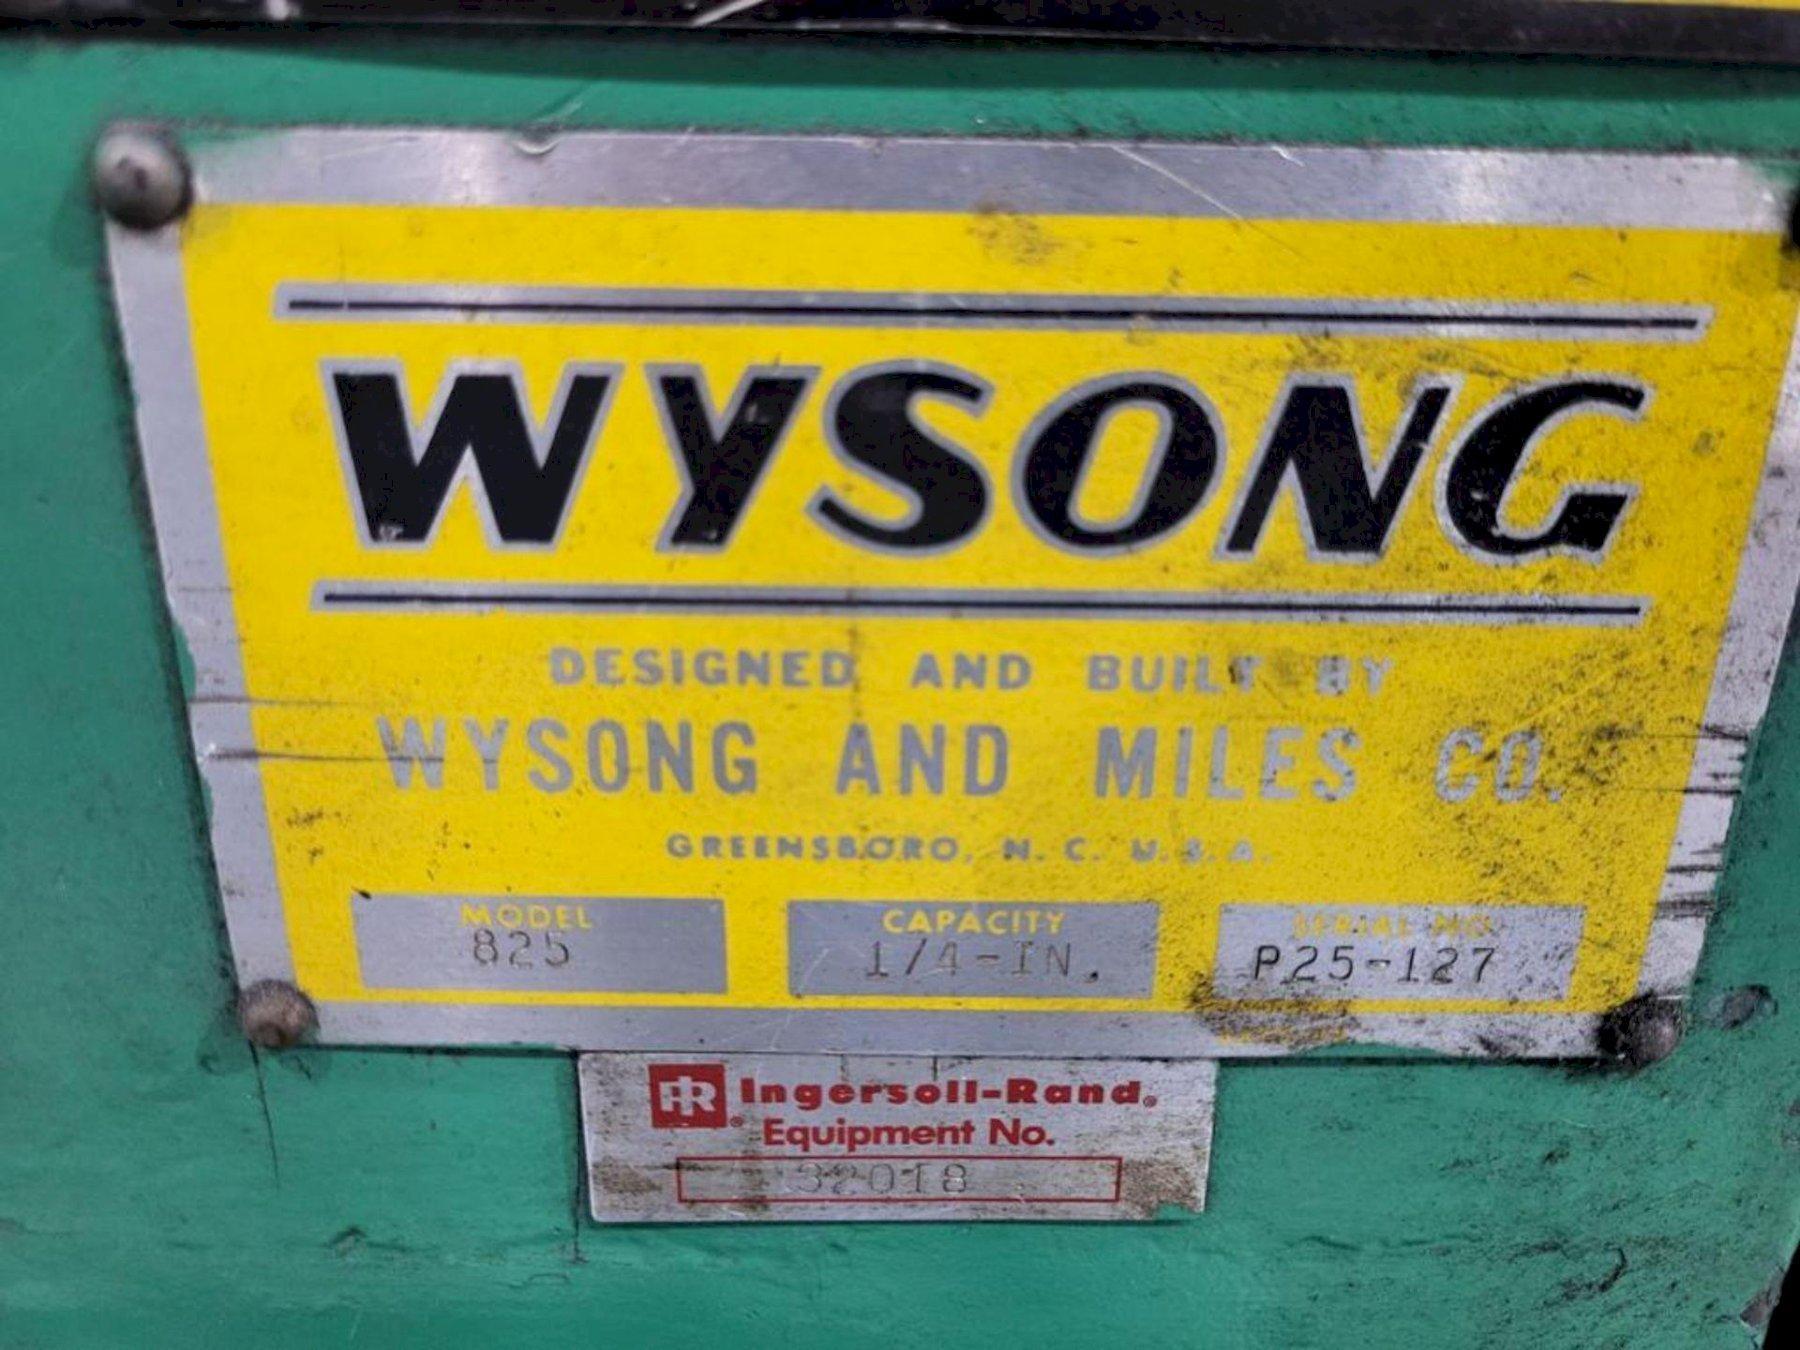 WYSONG
DESIGNED AND BUILT BY
WYSONG AND MILES CO.
GREENSBORO, N. C. U. S. A.
MODEL CAPACITY SERIAL NO.
825 1/4-IN. P25-127
IR® Ingersoll-Rand®
Equipment No.
32018